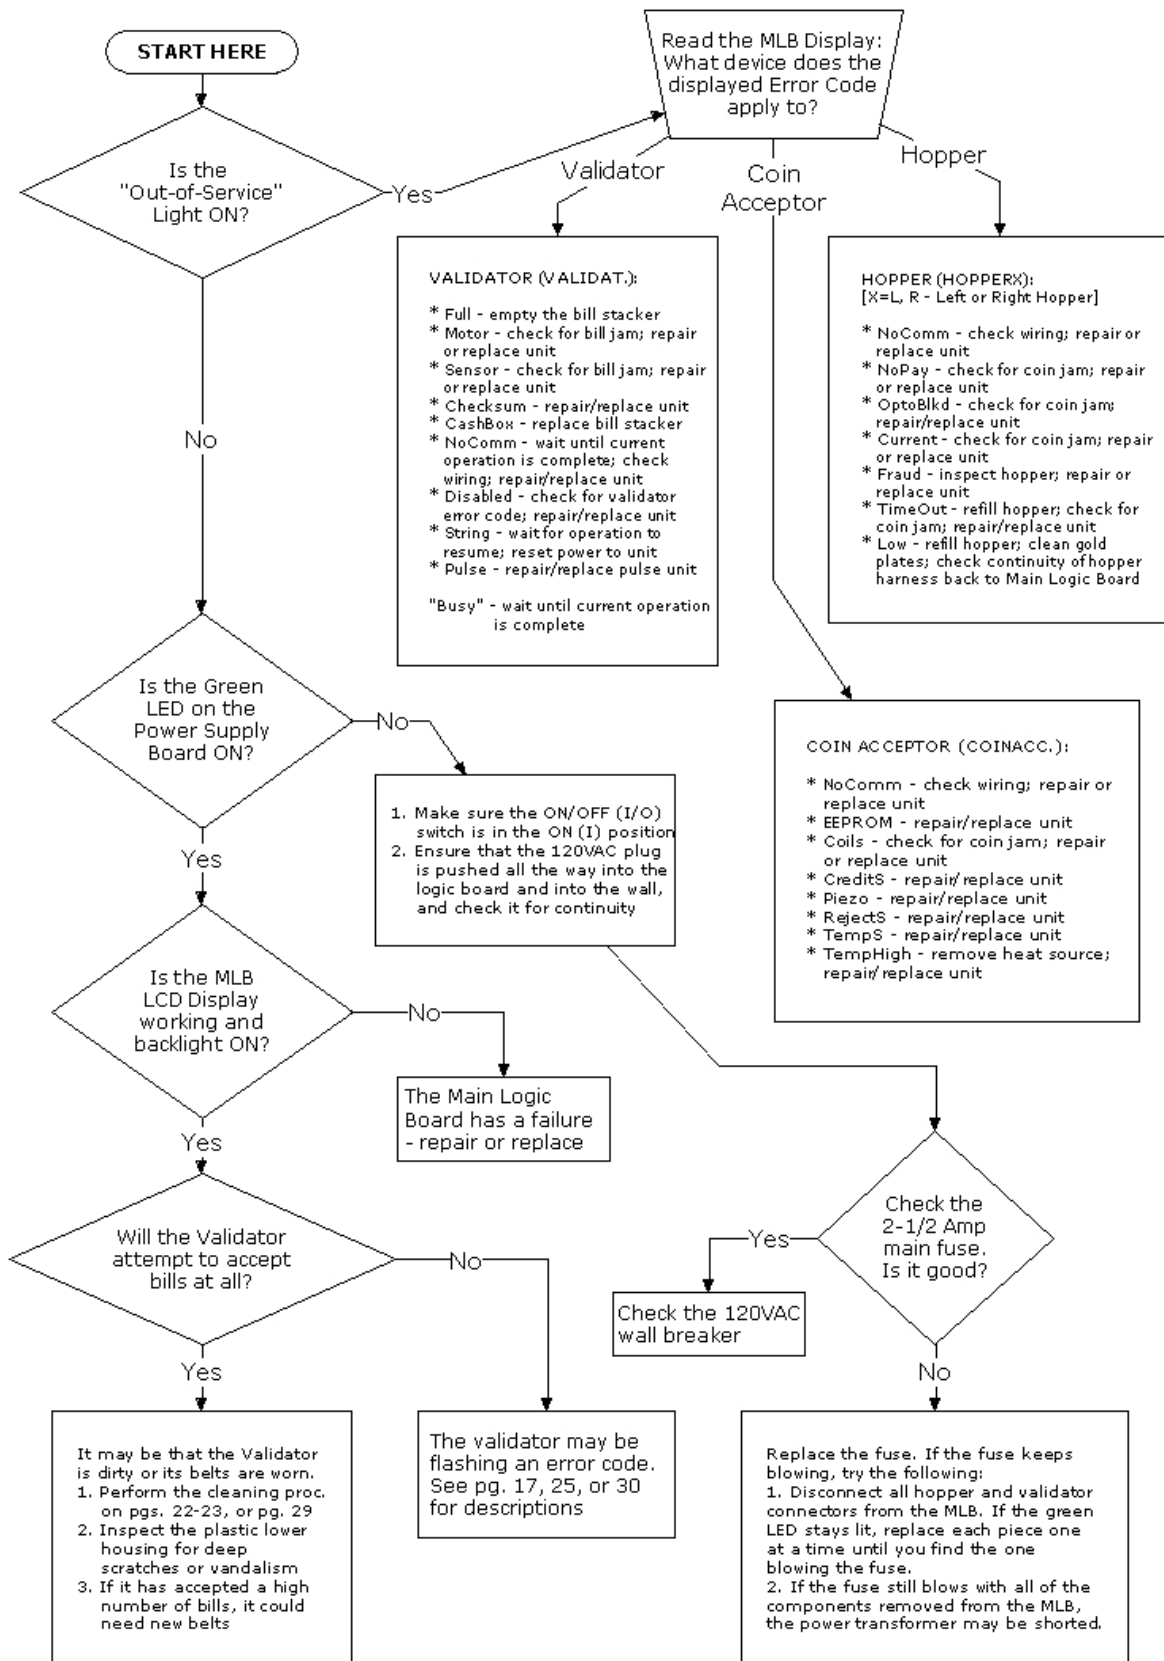 START HERE
Read the MLB Display:
What device does the
displayed Error Code
apply to?
Is the
"Out-of-Service"
Light ON?
Yes
Validator
Coin
Acceptor
Hopper
VALIDATOR (VALIDAT.):
* Full - empty the bill stacker
* Motor - check for bill jam; repair
or replace unit
* Sensor - check for bill jam; repair
or replace unit
* Checksum - repair/replace unit
* CashBox - replace bill stacker
* NoComm - wait until current
operation is complete; check
wiring; repair/replace unit
* Disabled - check for validator
error code; repair/replace unit
* String - wait for operation to
resume; reset power to unit
* Pulse - repair/replace pulse unit
"Busy" - wait until current operation
is complete
HOPPER (HOPPERX):
[X=L, R - Left or Right Hopper]
* NoComm - check wiring; repair or
replace unit
* NoPay - check for coin jam; repair
or replace unit
* OptoBlkd - check for coin jam;
repair/replace unit
* Current - check for coin jam; repair
or replace unit
* Fraud - inspect hopper; repair or
replace unit
* TimeOut - refill hopper; check for
coin jam; repair/replace unit
* Low - refill hopper; clean gold
plates; check continuity of hopper
harness back to Main Logic Board
No
Is the Green
LED on the
Power Supply
Board ON?
No
1. Make sure the ON/OFF (I/O)
switch is in the ON (I) position
2. Ensure that the 120VAC plug
is pushed all the way into the
logic board and into the wall,
and check it for continuity
COIN ACCEPTOR (COINACC.):
* NoComm - check wiring; repair or
replace unit
* EEPROM - repair/replace unit
* Coils - check for coin jam; repair
or replace unit
* CreditS - repair/replace unit
* Piezo - repair/replace unit
* RejectS - repair/replace unit
* TempS - repair/replace unit
* TempHigh - remove heat source;
repair/replace unit
Yes
Is the MLB
LCD Display
working and
backlight ON?
No
The Main Logic
Board has a failure
- repair or replace
Yes
Will the Validator
attempt to accept
bills at all?
No
Check the
2-1/2 Amp
main fuse.
Is it good?
Yes
Check the 120VAC
wall breaker
No
Yes
It may be that the Validator
is dirty or its belts are worn.
1. Perform the cleaning proc.
on pgs. 22-23, or pg. 29
2. Inspect the plastic lower
housing for deep
scratches or vandalism
3. If it has accepted a high
number of bills, it could
need new belts
The validator may be
flashing an error code.
See pg. 17, 25, or 30
for descriptions
Replace the fuse. If the fuse keeps
blowing, try the following:
1. Disconnect all hopper and validator
connectors from the MLB. If the green
LED stays lit, replace each piece one
at a time until you find the one
blowing the fuse.
2. If the fuse still blows with all of the
components removed from the MLB,
the power transformer may be shorted.